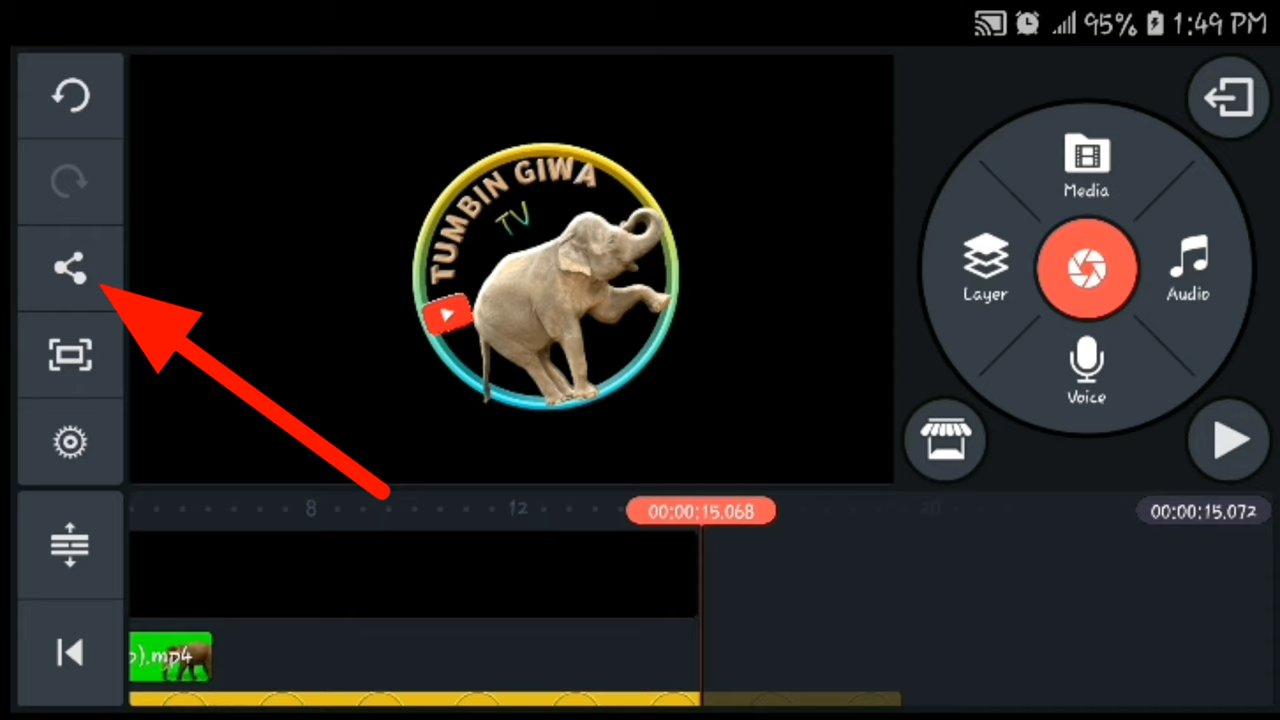 95% 1:49 PM
TUMBIN GIWA
TV
Media
Layer
Audio
Voice
8
12
00:00:15.068
20
00:00:15.072
o).mp4